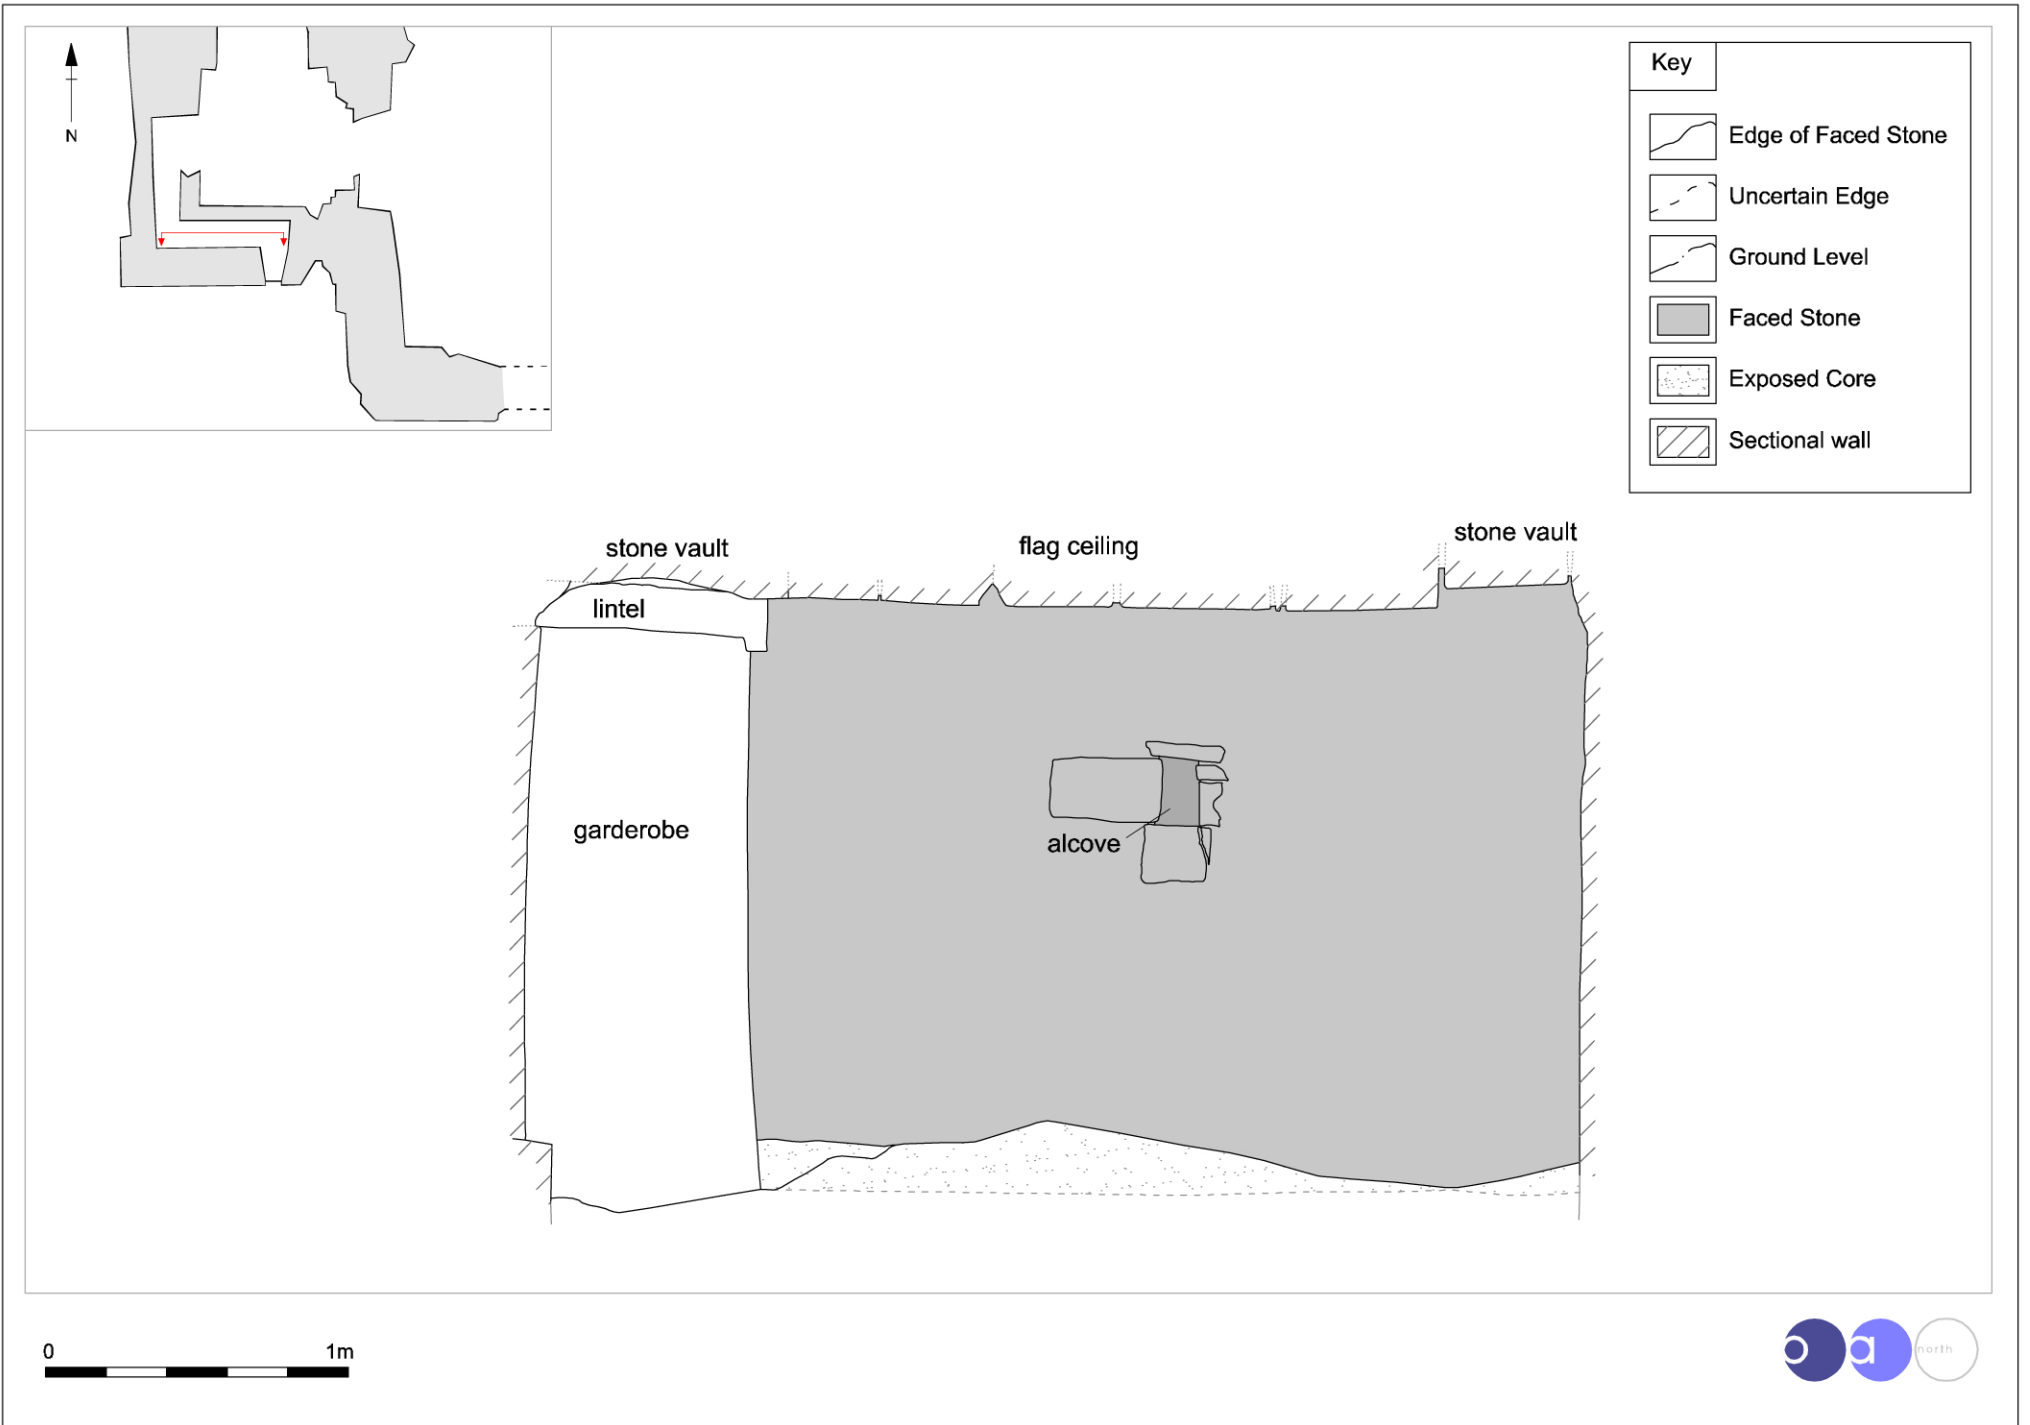 N
Key
Edge of Faced Stone
Uncertain Edge
Ground Level
Faced Stone
Exposed Core
Sectional wall
stone vault
flag ceiling
stone vault
lintel
garderobe
alcove
0
1m
oa north